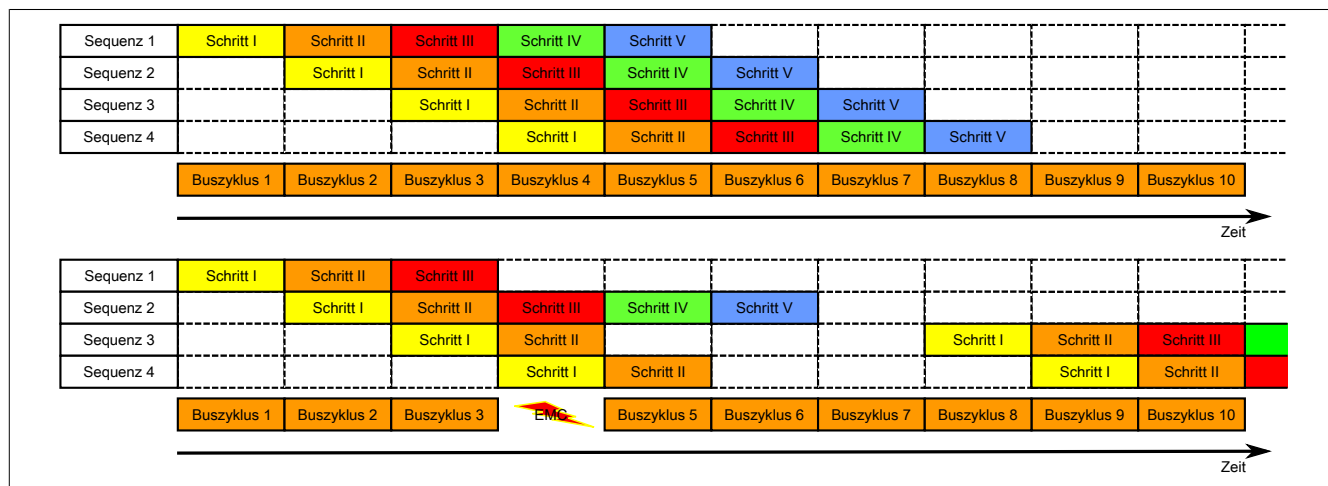 Sequenz 1 Schritt I Schritt II Schritt III Schritt IV Schritt V
Sequenz 2 Schritt I Schritt II Schritt III Schritt IV Schritt V
Sequenz 3 Schritt I Schritt II Schritt III Schritt IV Schritt V
Sequenz 4 Schritt I Schritt II Schritt III Schritt IV Schritt V
Buszyklus 1 Buszyklus 2 Buszyklus 3 Buszyklus 4 Buszyklus 5 Buszyklus 6 Buszyklus 7 Buszyklus 8 Buszyklus 9 Buszyklus 10
Zeit
Sequenz 1 Schritt I Schritt II Schritt III
Sequenz 2 Schritt I Schritt II Schritt III Schritt IV Schritt V
Sequenz 3 Schritt I Schritt II Schritt I Schritt II Schritt III
Sequenz 4 Schritt I Schritt II Schritt I Schritt II
Buszyklus 1 Buszyklus 2 Buszyklus 3 EMC Buszyklus 5 Buszyklus 6 Buszyklus 7 Buszyklus 8 Buszyklus 9 Buszyklus 10
Zeit